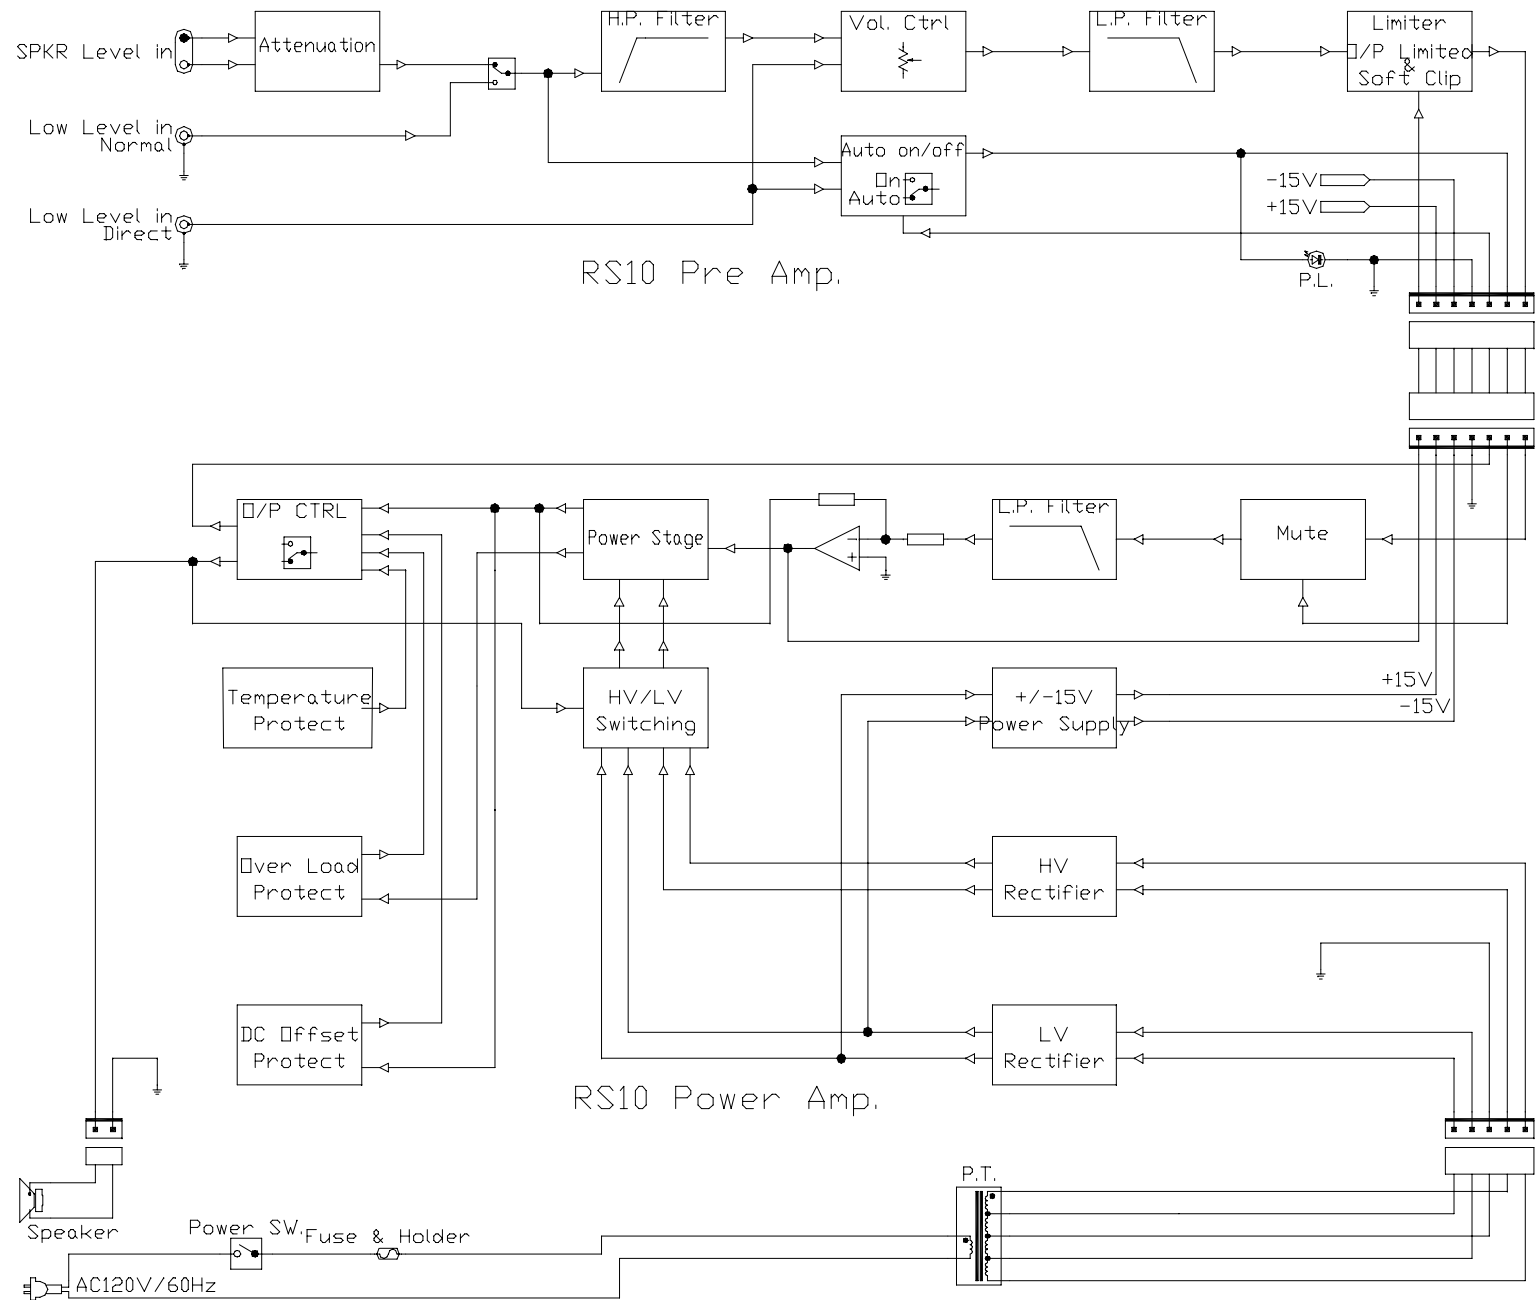 SPKR Level in
Attenuation
H.P. Filter
Vol. Ctrl
L.P. Filter
Limiter
O/P Limited
&
Soft Clip
Low Level in
Normal
Auto on/off
On
Auto
-15V
+15V
Low Level in
Direct
RS10 Pre Amp.
P.L.
O/P CTRL
Power Stage
-
+
L.P. Filter
Mute
Temperature
Protect
HV/LV
Switching
+/-15V
Power Supply
+15V
-15V
Over Load
Protect
HV
Rectifier
DC Offset
Protect
LV
Rectifier
RS10 Power Amp.
P.T.
Speaker
Power SW.
Fuse & Holder
AC120V/60Hz